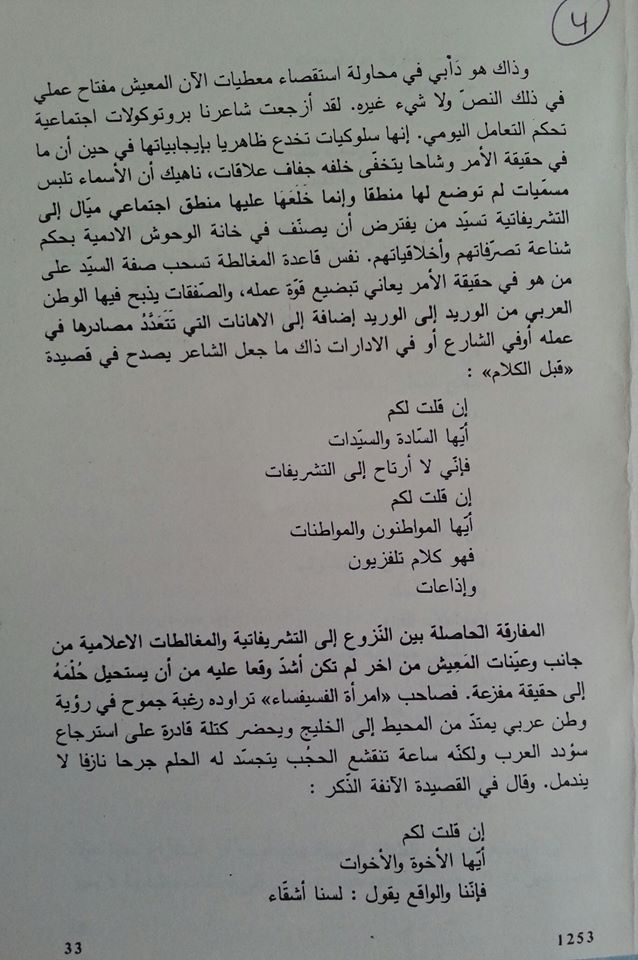 4
وذاك هو دَأْبي في محاولة استقصاء معطيات الآن المعيش مفتاح عملي
في ذلك النصّ ولا شيء غيره. لقد أزجعت شاعرنا بروتوكولات اجتماعية
تحكمَ التعامل اليومي. إنها سلوكيات تخدع ظاهريا بإيجابياتها في حين أن ما
في حقيقة الأمر وشاحا يتخفّى خلفه جفاف علاقات، ناهيك أن الأسماء تلبس
مسمّيات لم توضع لها منطقا وإنما خَلَعَها عليها منطق اجتماعي ميّال إلى
التشريفاتية تسيّد من يفترض أن يصنّف في خانة الوحوش الادمية بحكم
شناعة تصرّفاتهم وأخلاقياتهم. نفس قاعدة المغالطة تسحب صفة السيّد على
من هو في حقيقة الأمر يعاني تبضيع قوّة عمله، والصّفقات يذبح فيها الوطن
العربي من الوريد إلى الوريد إضافة إلى الاهانات التي تَتَعَدَّدُ مصادرها في
عمله أوفي الشارع أو في الادارات ذاك ما جعل الشاعر يصدح في قصيدة
«قبل الكلام» :
إن قلت لكم
أيّها السّادة والسيّدات
فإنّي لا أرتاح إلى التشريفات
إن قلت لكم
أيّها المواطنون والمواطنات
فهو كلام تلفزيون
وإذاعات
المفارقة الحاصلة بين النّزوع إلى التشريفاتية والمغالطات الاعلامية من
جانب وعيّنات المَعِيش من اخر لم تكن أشدّ وقعا عليه من أن يستحيل حُلْمَهُ
إلى حقيقة مفزعة. فصاحب «امرأة الفسيفساء» تراوده رغبة جموح في رؤية
وطن عربي يمتدّ من المحيط إلى الخليج ويحضر كتلة قادرة على استرجاع
سؤدد العرب ولكنّه ساعة تنقشع الحجُب يتجسّد له الحلم جرحا نازفا لا
يندمل. وقال في القصيدة الآنفة الذّكر :
إن قلت لكم
أيّها الأخوة والأخوات
فإنّنا والواقع يقول : لسنا أشقّاء
1253
33